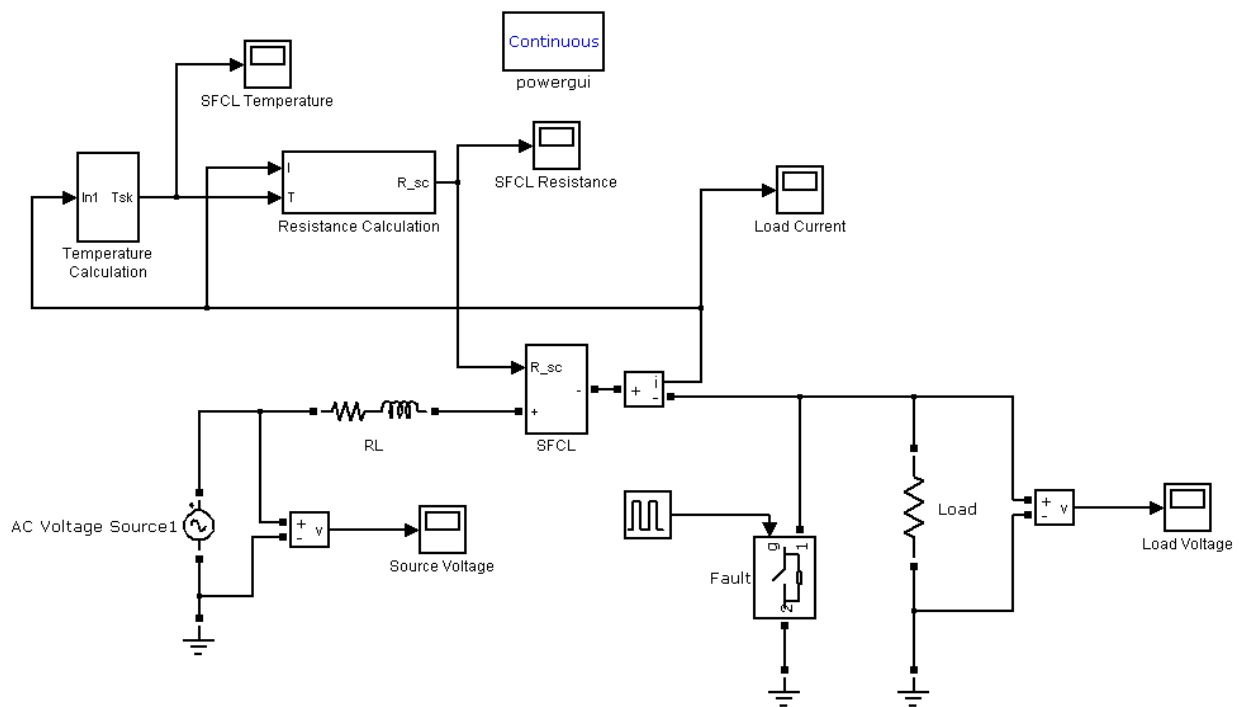 Continuous
powergui
SFCL Temperature
SFCL Resistance
In1 Tsk
I
T
R_sc
Resistance Calculation
Temperature
Calculation
Load Current
R_sc
-
+
SFCL
+
i
-
RL
AC Voltage Source1
+
-
v
Source Voltage
Fault
g
1
2
Load
+
-
v
Load Voltage